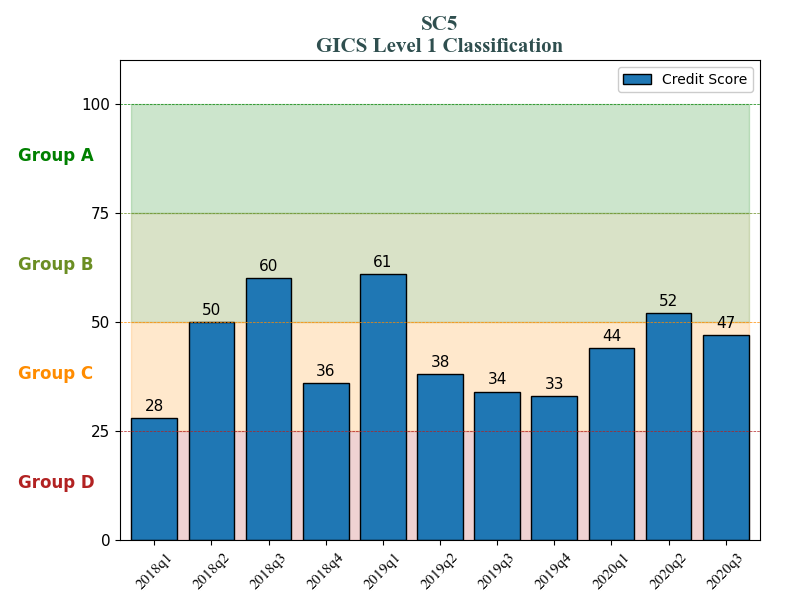 SC5
GICS Level 1 Classification
Credit Score
100
Group A
75
Group B
61
60
52
50
50
47
44
38
Group C
36
34
33
28
25
Group D
0
2018q1 2018q2 2018q3 2018q4 2019q1 2019q2 2019q3 2019q4 2020q1 2020q2 2020q3